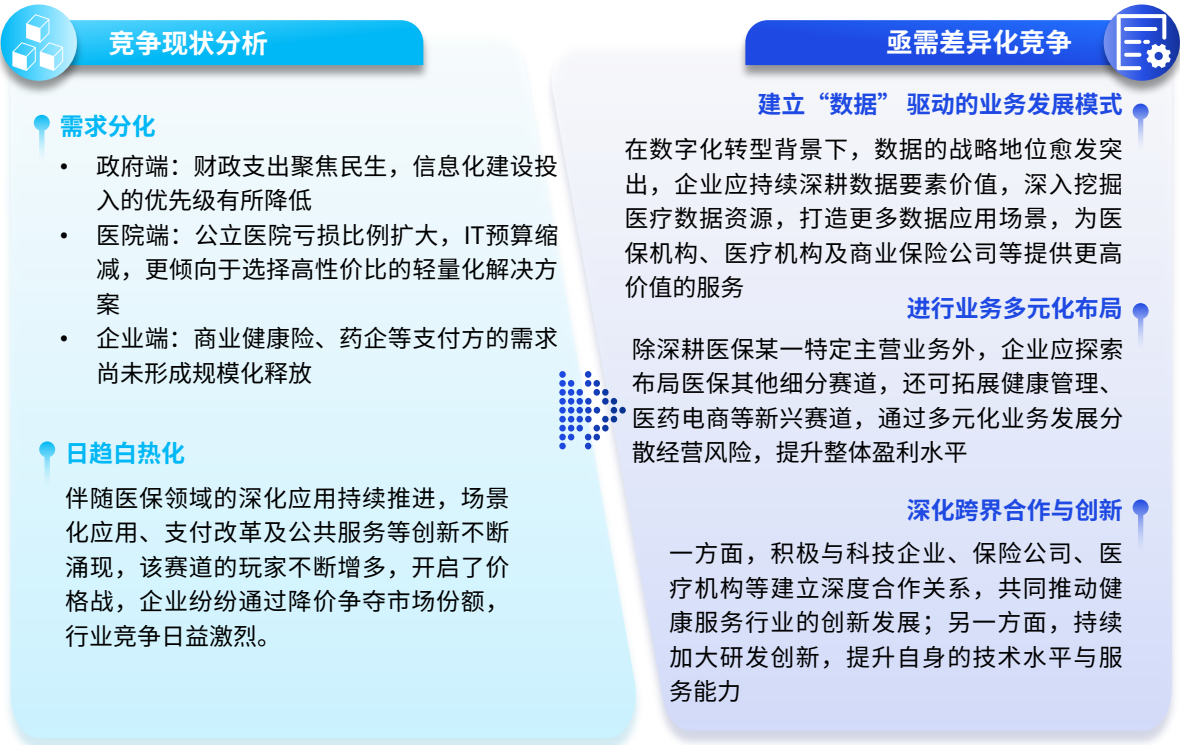 竞争现状分析
需求分化
• 政府端：财政支出聚焦民生，信息化建设投
入的优先级有所降低
• 医院端：公立医院亏损比例扩大，IT预算缩
减，更倾向于选择高性价比的轻量化解决方
案
• 企业端：商业健康险、药企等支付方的需求
尚未形成规模化释放
日趋白热化
伴随医保领域的深化应用持续推进，场景
化应用、支付改革及公共服务等创新不断
涌现，该赛道的玩家不断增多，开启了价
格战，企业纷纷通过降价争夺市场份额，
行业竞争日益激烈。
亟需差异化竞争
建立“数据” 驱动的业务发展模式
在数字化转型背景下，数据的战略地位愈发突
出，企业应持续深耕数据要素价值，深入挖掘
医疗数据资源，打造更多数据应用场景，为医
保机构、医疗机构及商业保险公司等提供更高
价值的服务
进行业务多元化布局
除深耕医保某一特定主营业务外，企业应探索
布局医保其他细分赛道，还可拓展健康管理、
医药电商等新兴赛道，通过多元化业务发展分
散经营风险，提升整体盈利水平
深化跨界合作与创新
一方面，积极与科技企业、保险公司、医
疗机构等建立深度合作关系，共同推动健
康服务行业的创新发展；另一方面，持续
加大研发创新，提升自身的技术水平与服
务能力